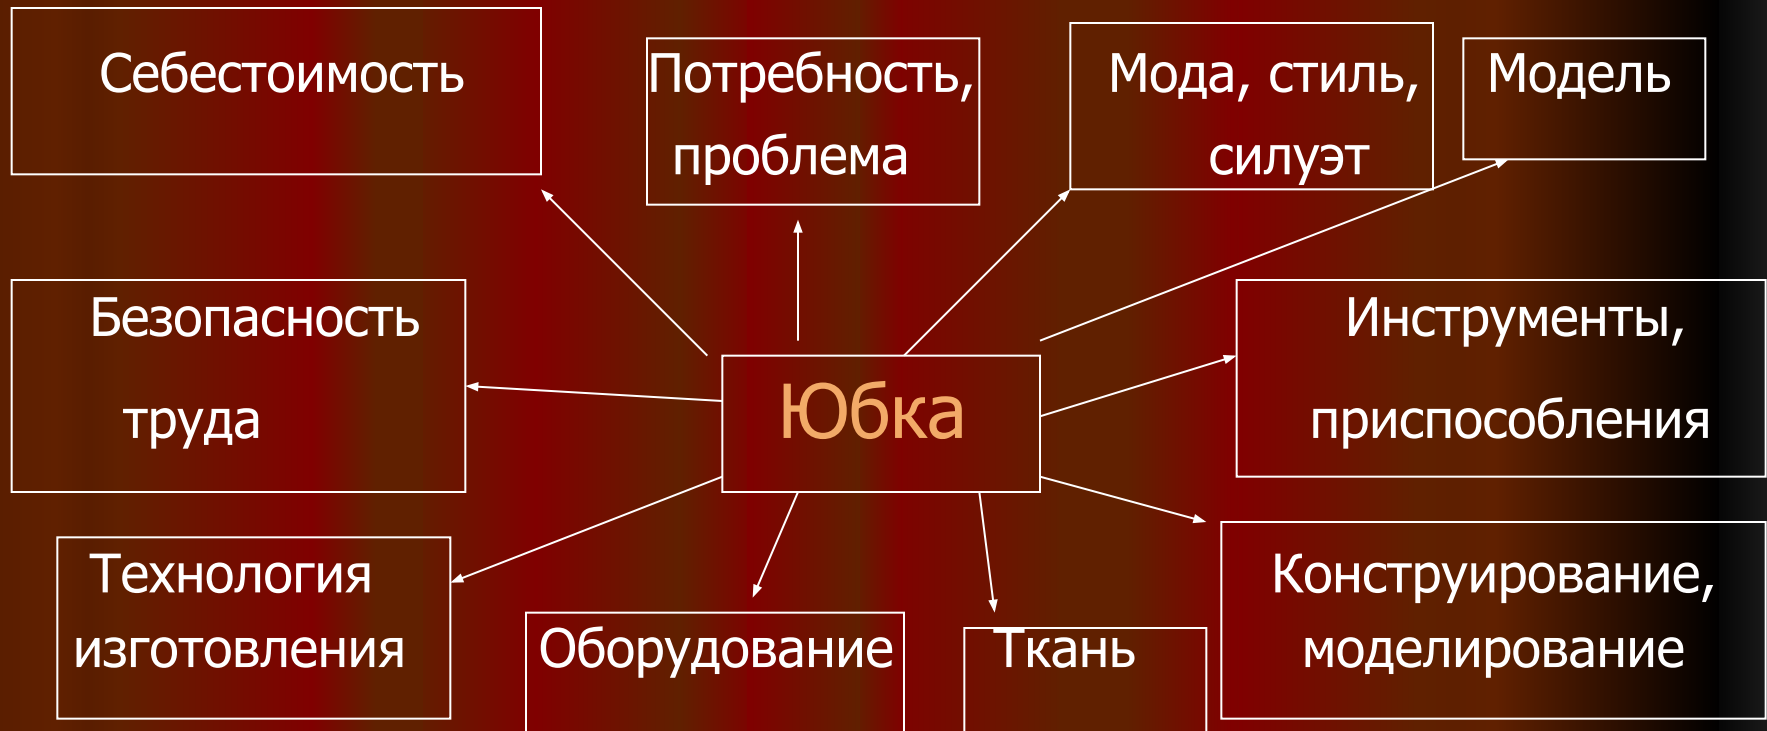 Себестоимость
Потребность,
проблема
Мода, стиль,
силуэт
Модель
Безопасность
труда
Юбка
Инструменты,
приспособления
Технология
изготовления
Оборудование
Ткань
Конструирование,
моделирование